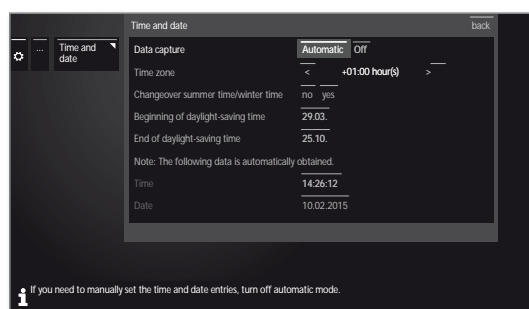 Time and date back
... Time and date
Data capture Automatic Off
Time zone < +01:00 hour(s) >
Changeover summer time/winter time no yes
Beginning of daylight-saving time 29.03.
End of daylight-saving time 25.10.
Note: The following data is automatically obtained.
Time 14:26:12
Date 10.02.2015
i If you need to manually set the time and date entries, turn off automatic mode.